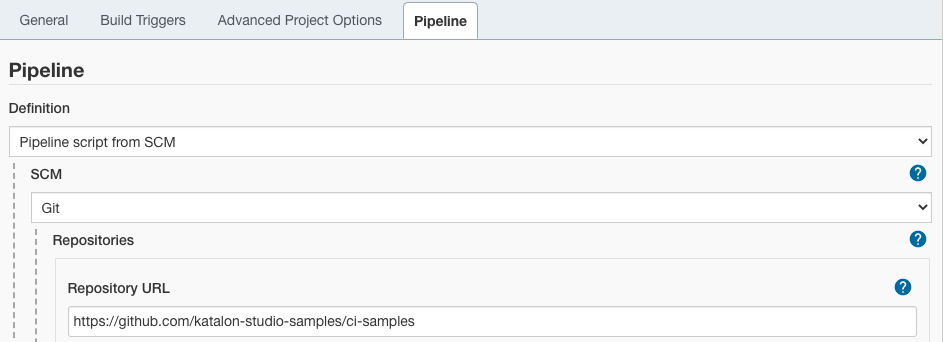 General Build Triggers Advanced Project Options Pipeline
Pipeline
Definition
Pipeline script from SCM
SCM
?
Git
Repositories
?
Repository URL
?
https://github.com/katalon-studio-samples/ci-samples